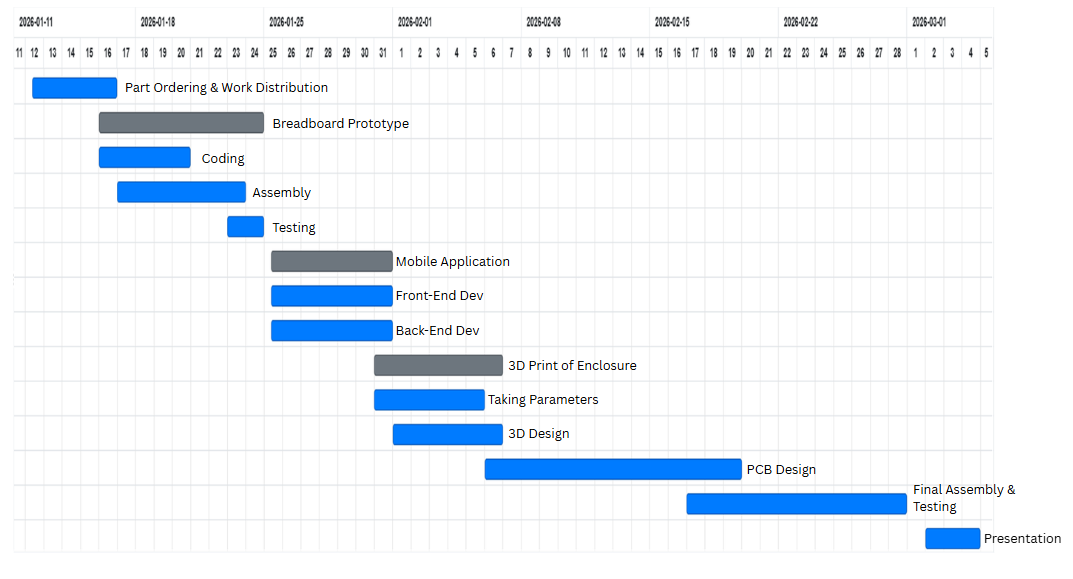 2026-01-11 2026-01-18 2026-01-25 2026-02-01 2026-02-08 2026-02-15 2026-02-22 2026-03-01
11 12 13 14 15 16 17 18 19 20 21 22 23 24 25 26 27 28 29 30 31 1 2 3 4 5 6 7 8 9 10 11 12 13 14 15 16 17 18 19 20 21 22 23 24 25 26 27 28 1 2 3 4 5
Part Ordering & Work Distribution
Breadboard Prototype
Coding
Assembly
Testing
Mobile Application
Front-End Dev
Back-End Dev
3D Print of Enclosure
Taking Parameters
3D Design
PCB Design
Final Assembly &
Testing
Presentation